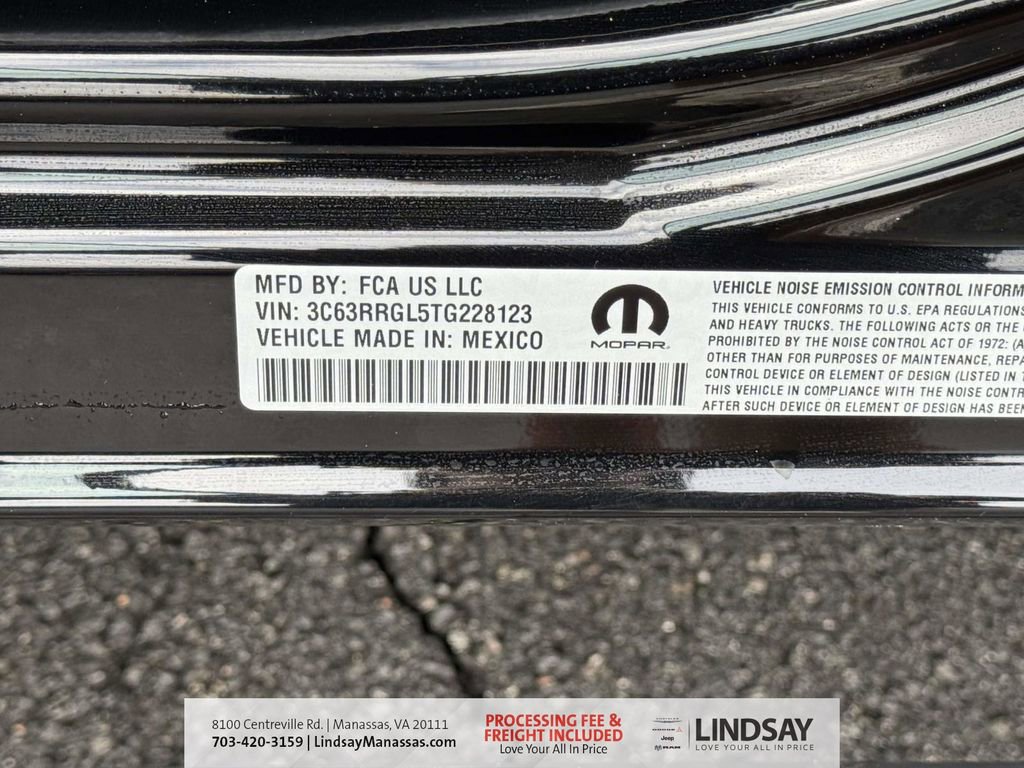 MFD BY: FCA US LLC
VIN: 3C63RRGL5TG228123
VEHICLE MADE IN: MEXICO
MOPAR
VEHICLE NOISE EMISSION CONTROL INFORM
THIS VEHICLE CONFORMS TO U.S. EPA REGULATIONS
AND HEAVY TRUCKS. THE FOLLOWING ACTS OR THE
PROHIBITED BY THE NOISE CONTROL ACT OF 1972: (A
OTHER THAN FOR PURPOSES OF MAINTENANCE, REPA
CONTROL DEVICE OR ELEMENT OF DESIGN (LISTED IN T
THIS VEHICLE IN COMPLIANCE WITH THE NOISE CONTR
AFTER SUCH DEVICE OR ELEMENT OF DESIGN HAS BEEN
8100 Centreville Rd. | Manassas, VA 20111
703-420-3159 | LindsayManassas.com
PROCESSING FEE &
FREIGHT INCLUDED
Love Your All In Price
CHRYSLER
DODGE
Jeep
RAM
LINDSAY
LOVE YOUR ALL IN PRICE